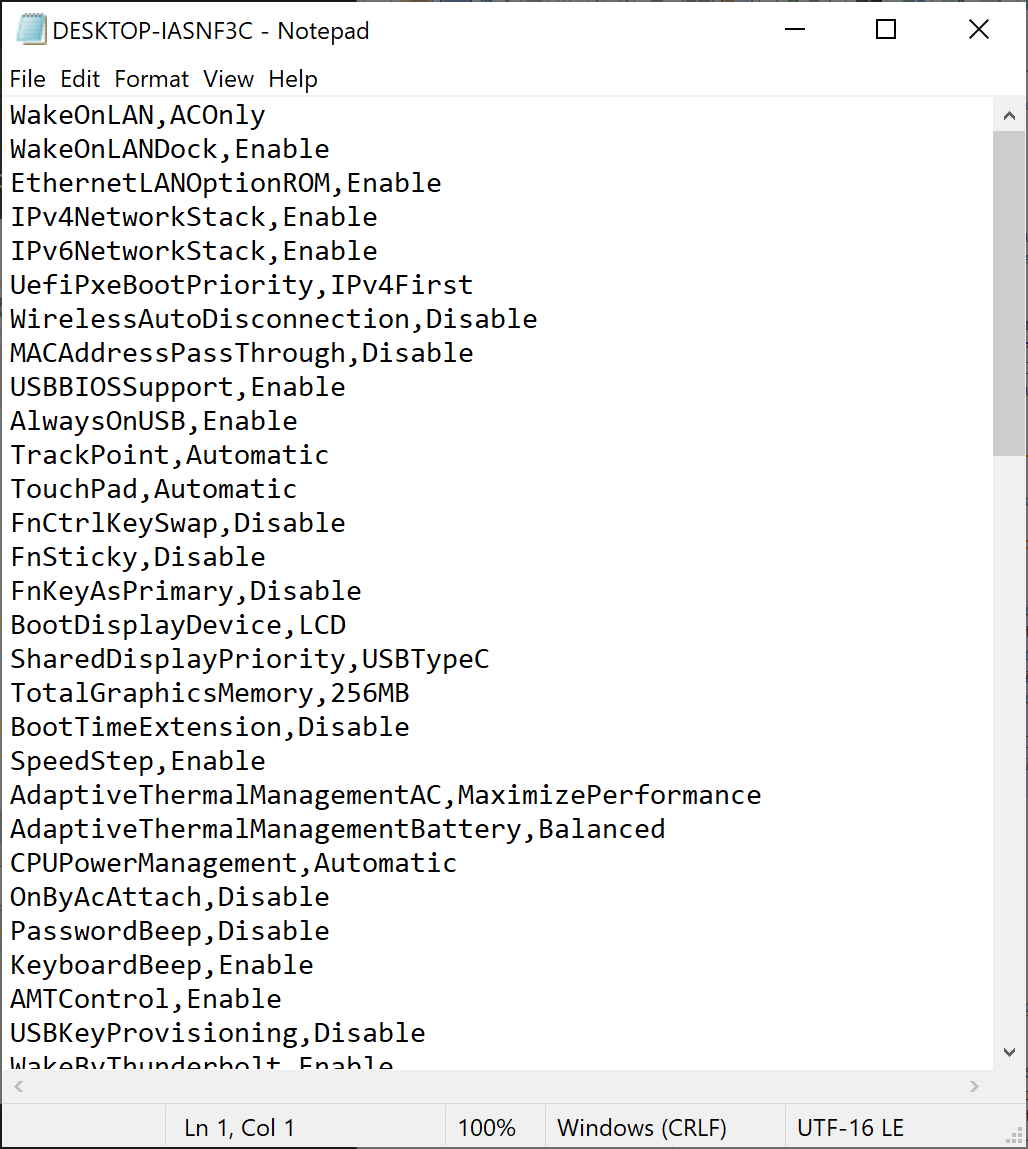 DESKTOP-IASNF3C - Notepad
File Edit Format View Help
WakeOnLAN,ACOnly
WakeOnLANDock,Enable
EthernetLANOptionROM,Enable
IPv4NetworkStack,Enable
IPv6NetworkStack,Enable
UefiPxeBootPriority,IPv4First
WirelessAutoDisconnection,Disable
MACAddressPassThrough,Disable
USBBIOSSupport,Enable
AlwaysOnUSB,Enable
TrackPoint,Automatic
TouchPad,Automatic
FnCtrlKeySwap,Disable
FnSticky,Disable
FnKeyAsPrimary,Disable
BootDisplayDevice,LCD
SharedDisplayPriority,USBTypeC
TotalGraphicsMemory,256MB
BootTimeExtension,Disable
SpeedStep,Enable
AdaptiveThermalManagementAC,MaximizePerformance
AdaptiveThermalManagementBattery,Balanced
CPUPowerManagement,Automatic
OnByAcAttach,Disable
PasswordBeep,Disable
KeyboardBeep,Enable
AMTControl,Enable
USBKeyProvisioning,Disable
WakeByThunderbolt,Enable
Ln 1, Col 1 100% Windows (CRLF) UTF-16 LE